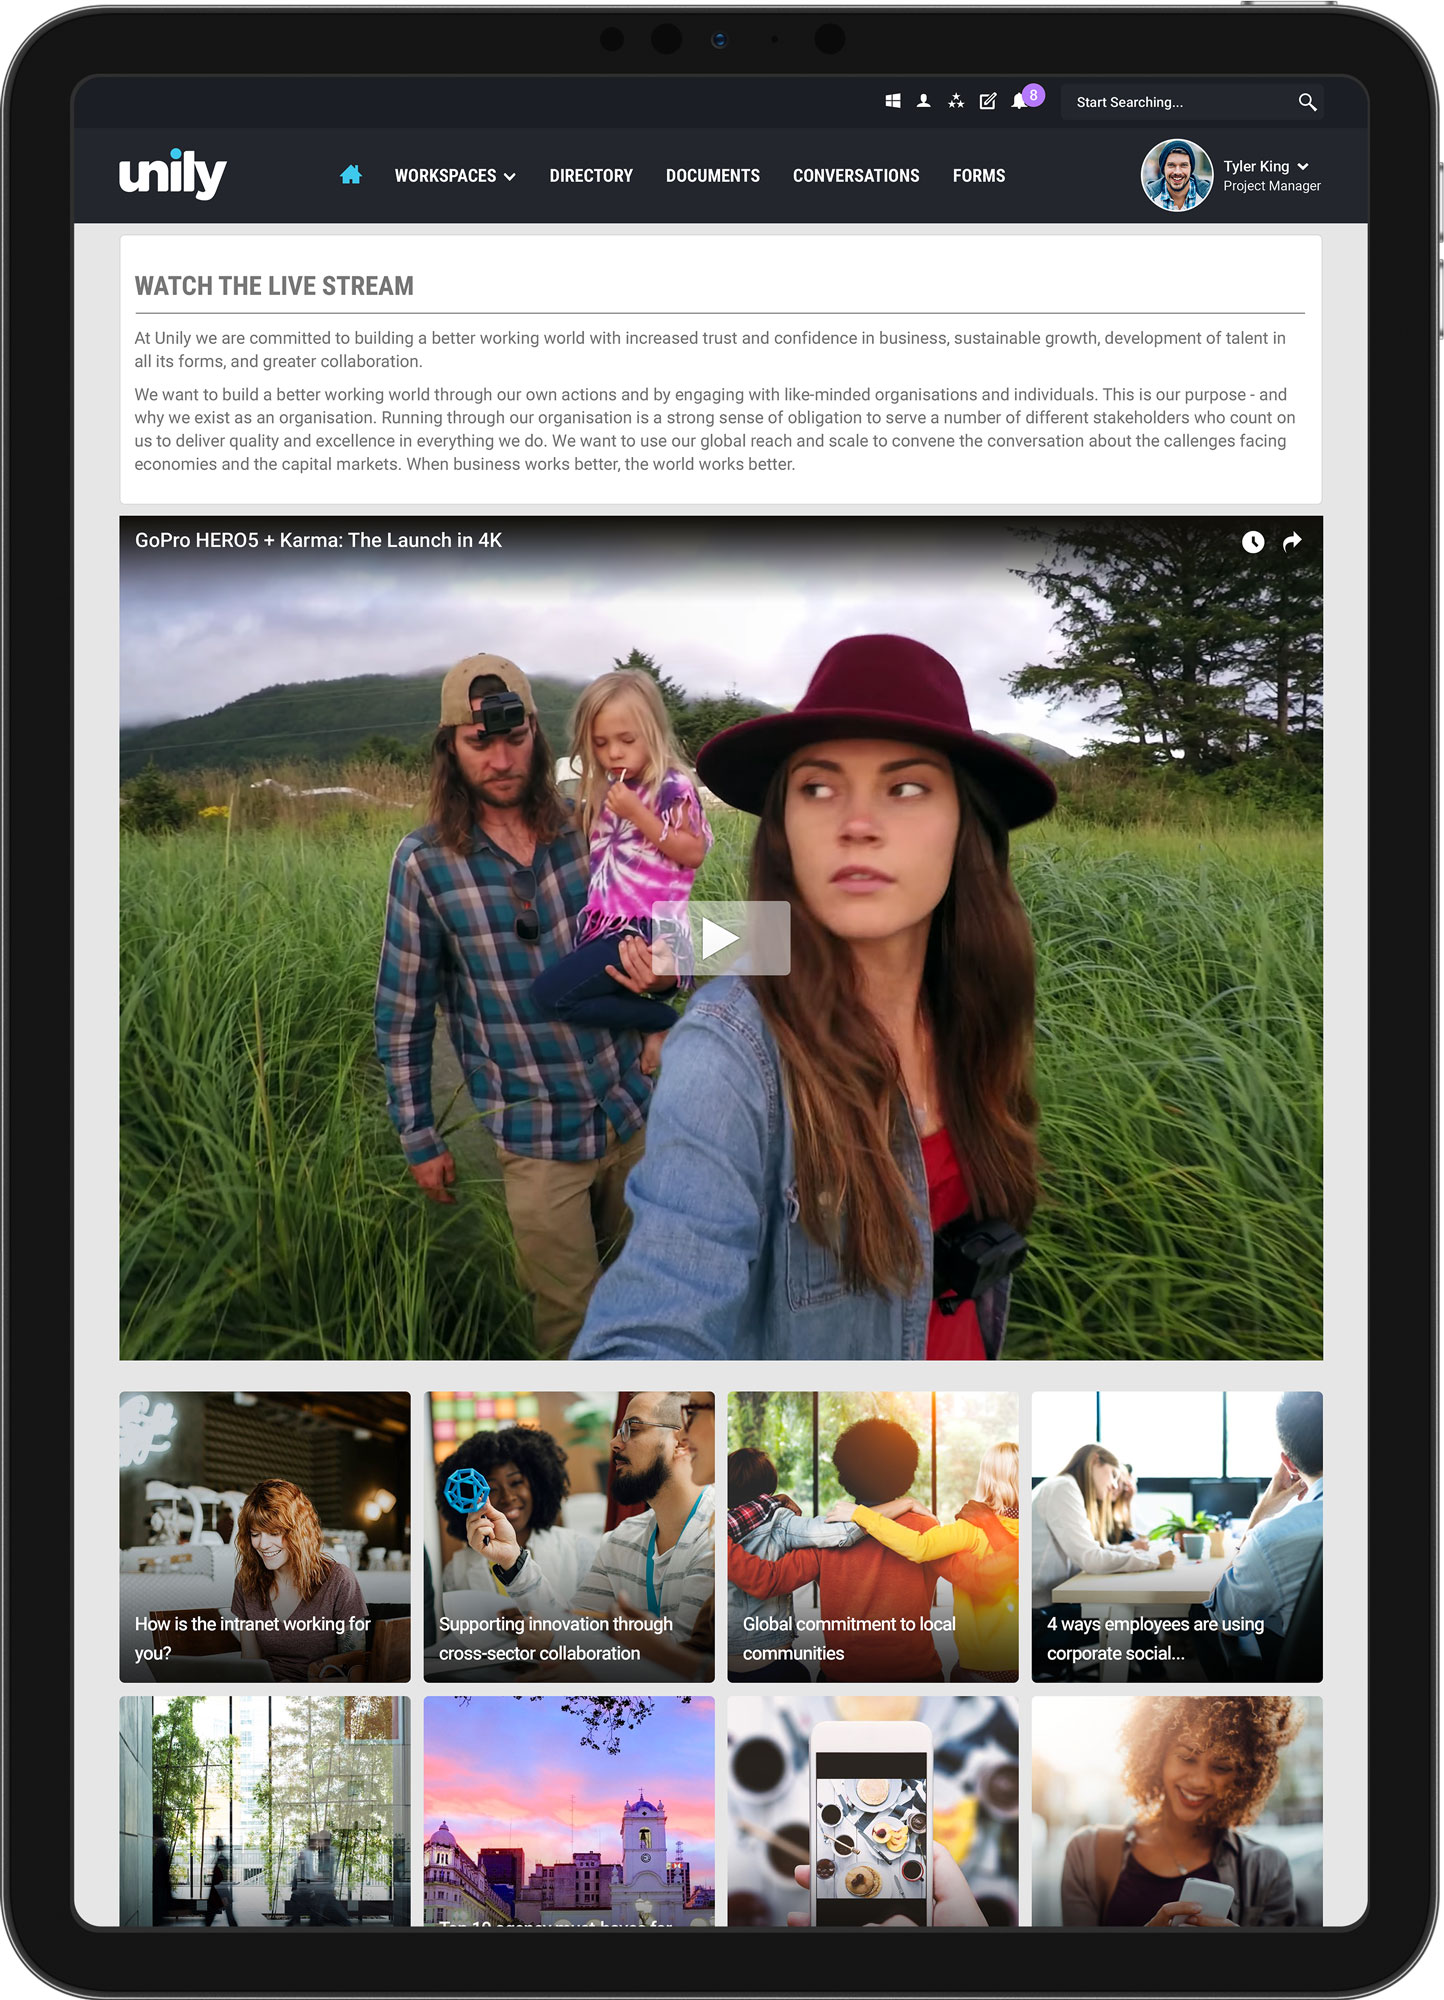 8
Start Searching...
unily
WORKSPACES
DIRECTORY
DOCUMENTS
CONVERSATIONS
FORMS
Tyler King
Project Manager
WATCH THE LIVE STREAM
At Unily we are committed to building a better working world with increased trust and confidence in business, sustainable growth, development of talent in
all its forms, and greater collaboration.
We want to build a better working world through our own actions and by engaging with like-minded organisations and individuals. This is our purpose - and
why we exist as an organisation. Running through our organisation is a strong sense of obligation to serve a number of different stakeholders who count on
us to deliver quality and excellence in everything we do. We want to use our global reach and scale to convene the conversation about the callenges facing
economies and the capital markets. When business works better, the world works better.
GoPro HERO5 + Karma: The Launch in 4K
How is the intranet working for
you?
Supporting innovation through
cross-sector collaboration
Global commitment to local
communities
4 ways employees are using
corporate social...
Top 10 agency must haves for